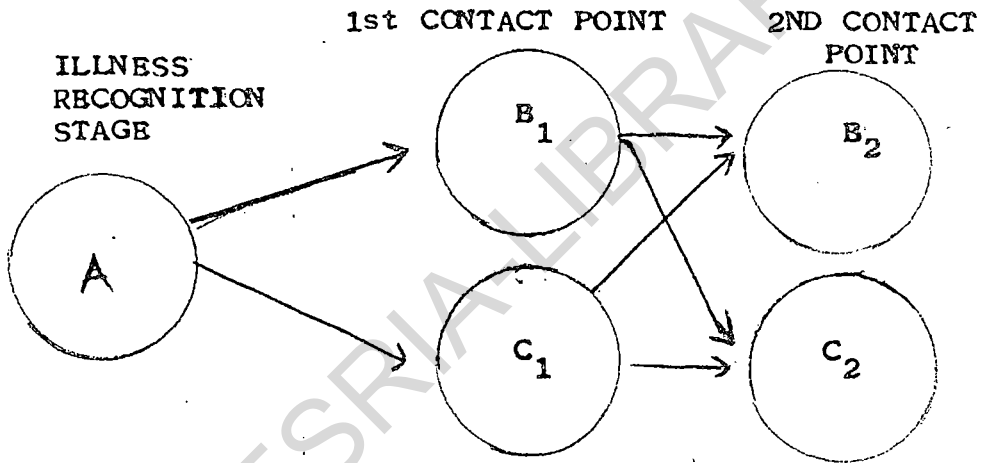 1st CONTACT POINT
2ND CONTACT
POINT
ILLNESS
RECOGNITION
STAGE
B1
B2
A
C1
C2